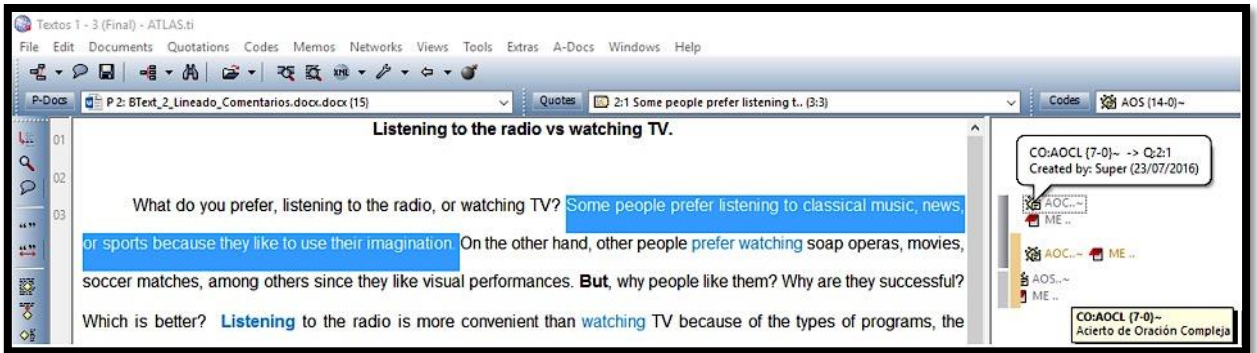 Textos 1 - 3 (Final) - ATLAS.ti
File Edit Documents Quotations Codes Memos Networks Views Tools Extras A-Docs Windows Help
XML
P-Docs P 2: BText_2_Lineado_Comentarios.docx.docx (15) Quotes 2:1 Some people prefer listening t.. (3:3) Codes AOS {14-0}~
01 Listening to the radio vs watching TV.
CO:AOCL {7-0}~ -> Q:2:1
Created by: Super (23/07/2016)
02
03 What do you prefer, listening to the radio, or watching TV? Some people prefer listening to classical music, news,
AOC..~
ME ..
or sports because they like to use their imagination. On the other hand, other people prefer watching soap operas, movies,
AOC..~ ME ..
soccer matches, among others since they like visual performances. But, why people like them? Why are they successful?
AOS..~
ME ..
Which is better? Listening to the radio is more convenient than watching TV because of the types of programs, the
CO:AOCL {7-0}~
Acierto de Oración Compleja